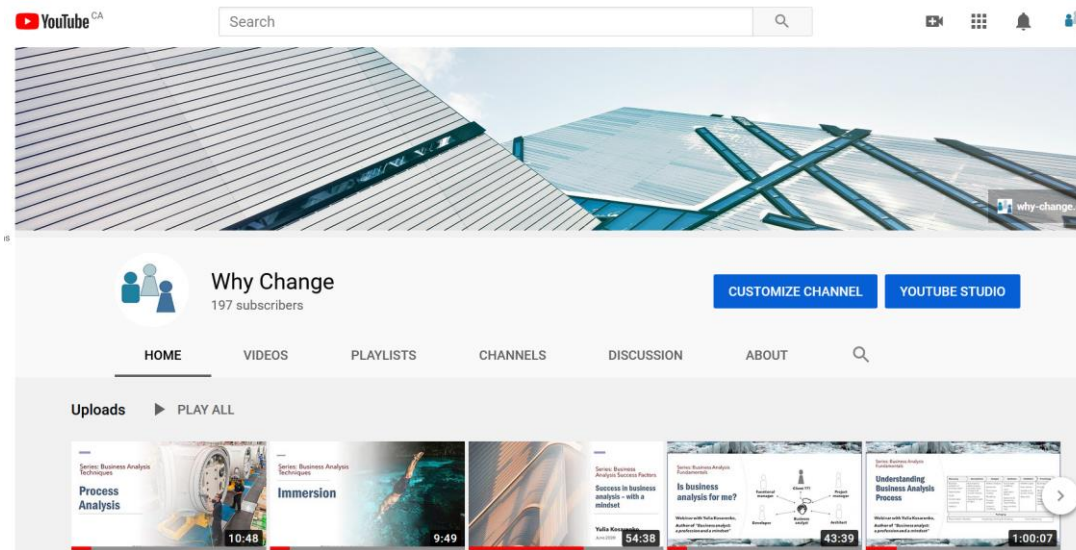 YouTube CA
Search
why-change.
Why Change
197 subscribers
CUSTOMIZE CHANNEL
YOUTUBE STUDIO
HOME VIDEOS PLAYLISTS CHANNELS DISCUSSION ABOUT
Uploads PLAY ALL
Series: Business Analysis
Techniques
Process
Analysis
10:48
Series: Business Analysis
Techniques
Immersion
9:49
Series: Business
Analysis Success Factors
Success in business
analysis – with a
mindset
Yulia
54:38
Series: Business Analysis
Fundamentals
Is business
analysis for me?
Functional
manager
Project
manager
Developer
Business
analyst
Architect
Webinar with Yulia Kosarenko,
Author of "Business analyst:
a profession and a mindset"
43:39
Series: Business Analysis
Fundamentals
Understanding
Business Analysis
Process
Webinar with Yulia Kosarenko,
Author of "Business analyst:
a profession and a mindset"
1:00:07